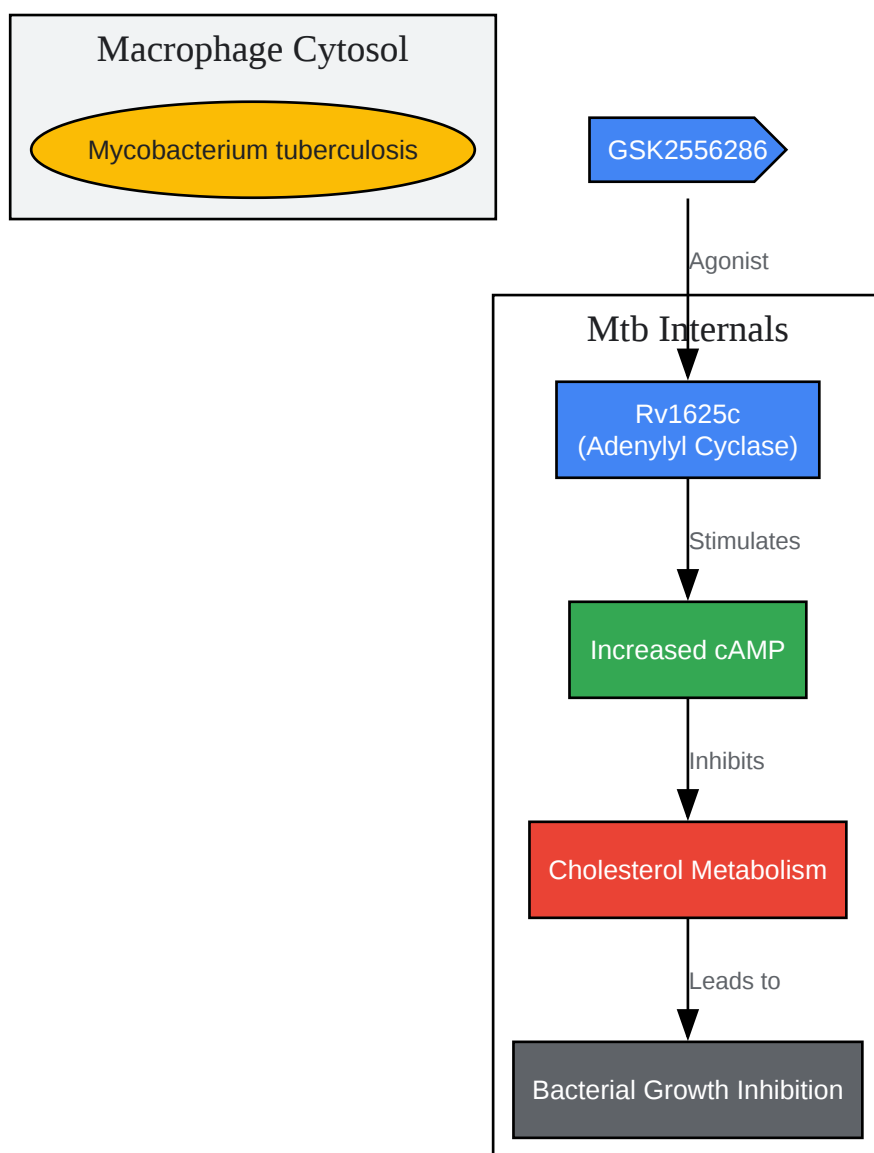 Macrophage Cytosol
Mycobacterium tuberculosis
GSK2556286
Agonist
Mtb Internals
Rv1625c
(Adenylyl Cyclase)
Stimulates
Increased cAMP
Inhibits
Cholesterol Metabolism
Leads to
Bacterial Growth Inhibition